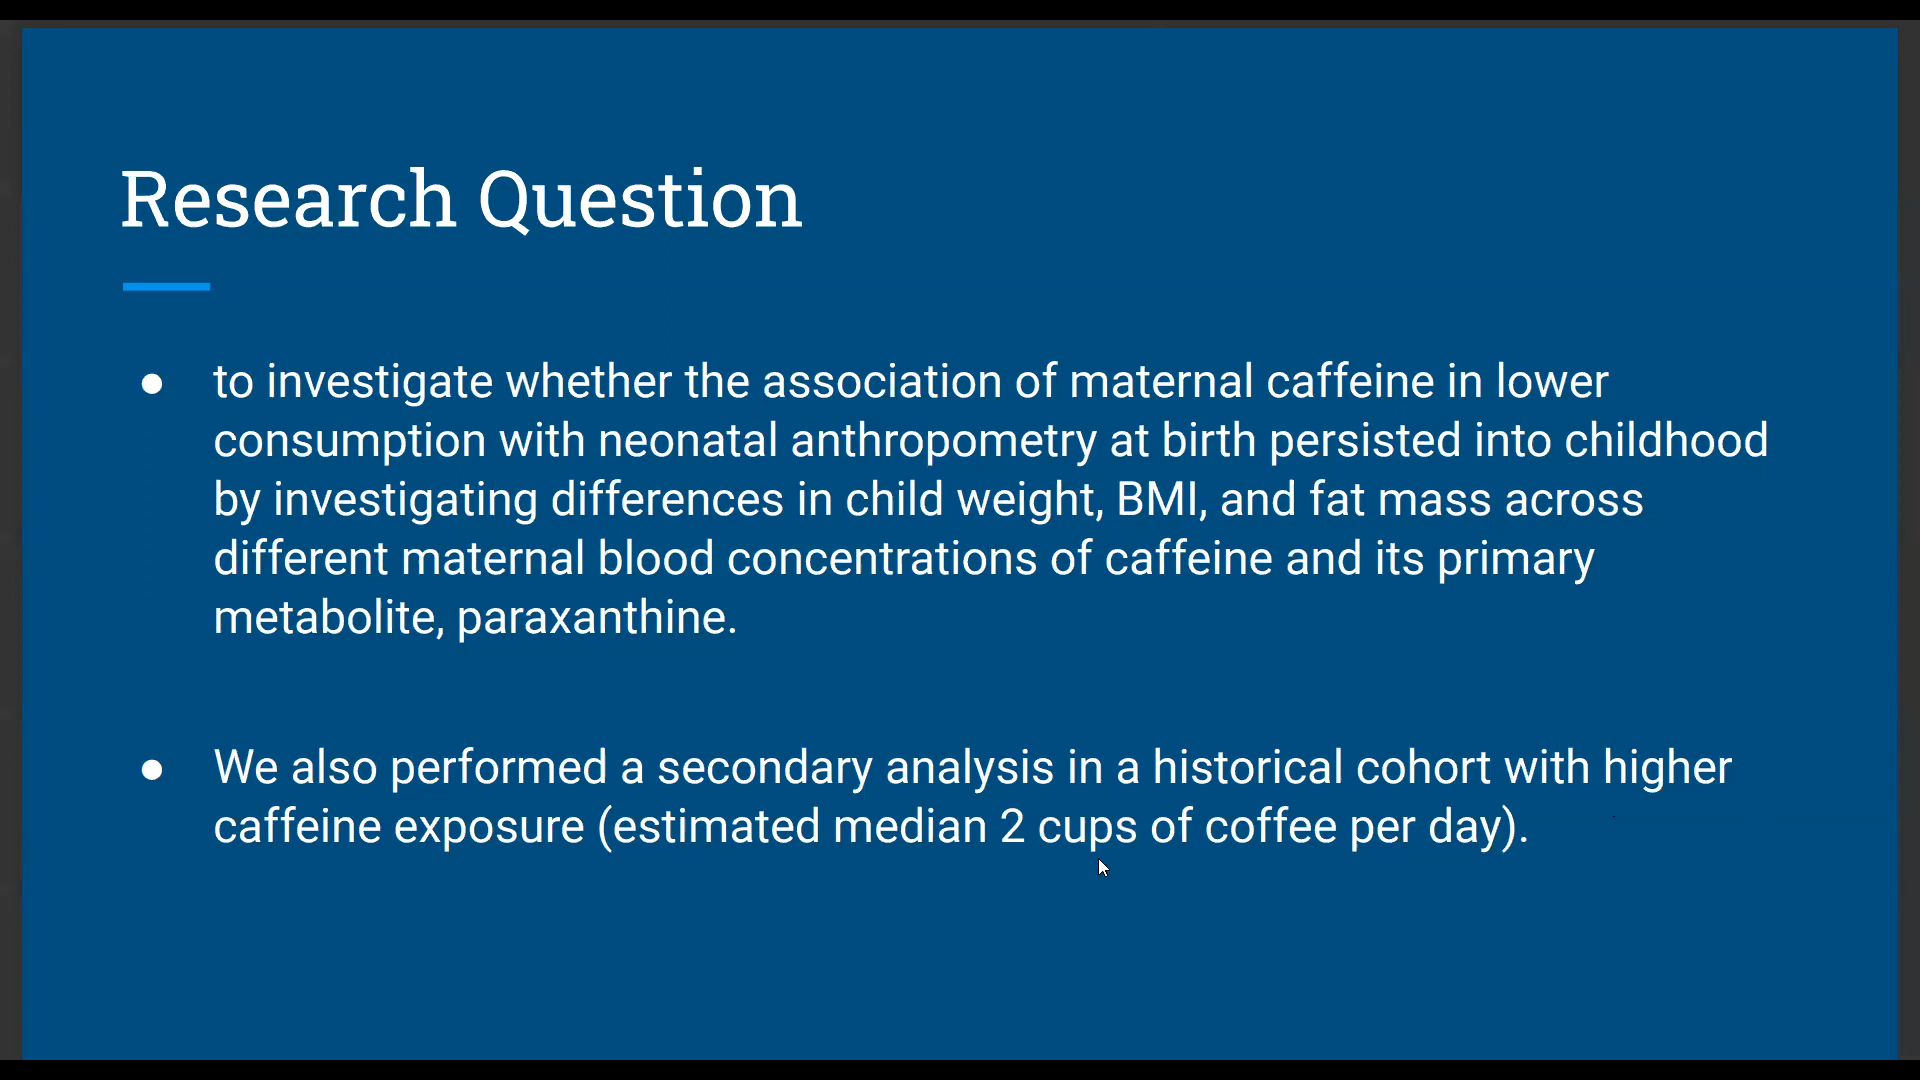 Research Question
● to investigate whether the association of maternal caffeine in lower
consumption with neonatal anthropometry at birth persisted into childhood
by investigating differences in child weight, BMI, and fat mass across
different maternal blood concentrations of caffeine and its primary
metabolite, paraxanthine.
● We also performed a secondary analysis in a historical cohort with higher
caffeine exposure (estimated median 2 cups of coffee per day).